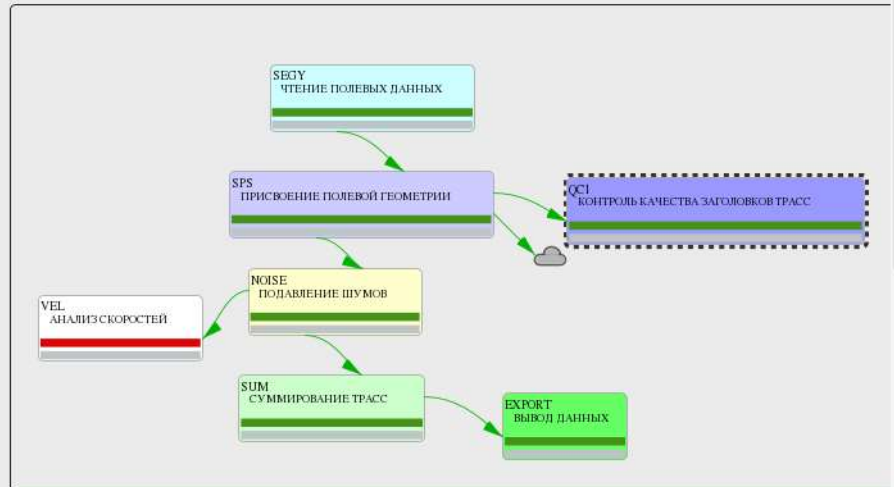 SEGY
ЧТЕНИЕ ПОЛЕВЫХ ДАННЫХ
SPS
ПРИСВОЕНИЕ ПОЛЕВОЙ ГЕОМЕТРИИ
QC1
КОНТРОЛЬ КАЧЕСТВА ЗАГОЛОВКОВ ТРАСС
NOISE
ПОДАВЛЕНИЕ ШУМОВ
VEL
АНАЛИЗ СКОРОСТЕЙ
SUM
СУММИРОВАНИЕ ТРАСС
EXPORT
ВЫВОД ДАННЫХ